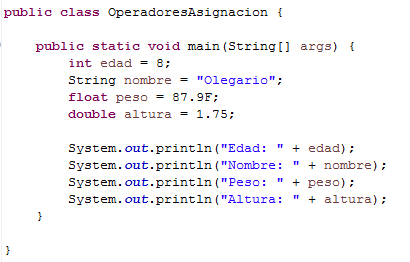 public class OperadoresAsignacion {
public static void main(String[] args) {
int edad = 8;
String nombre = "Olegario";
float peso = 87.9F;
double altura = 1.75;
System.out.println("Edad: " + edad);
System.out.println("Nombre: " + nombre);
System.out.println("Peso: " + peso);
System.out.println("Altura: " + altura);
}
}